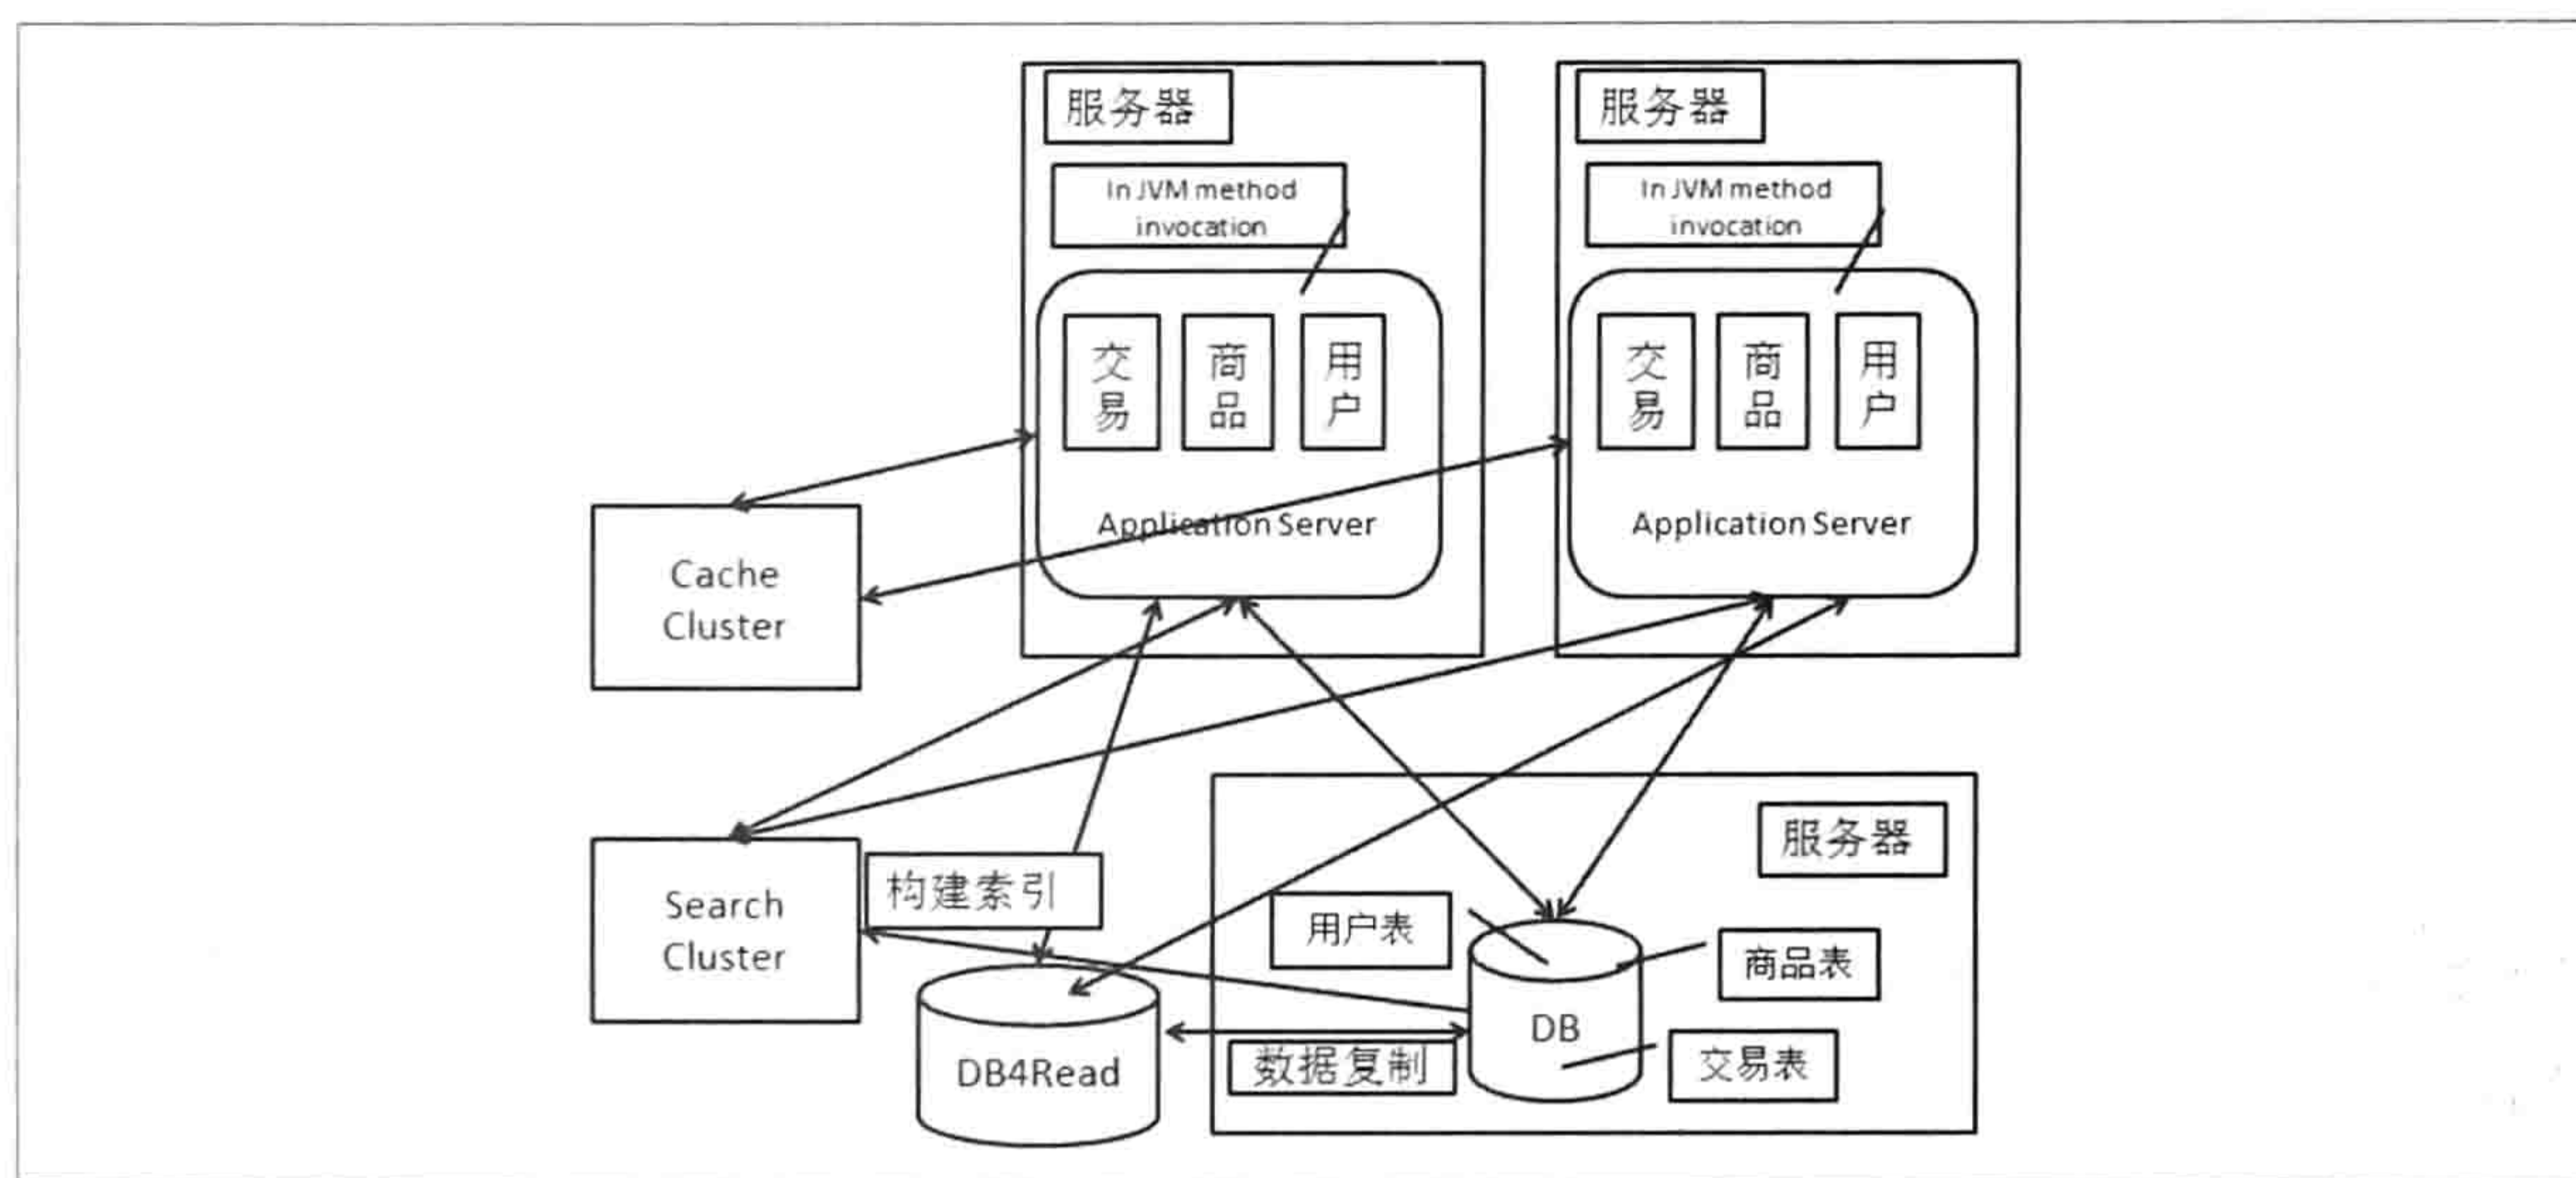 服务器
In JVM method
invocation
交
易
商
品
用
户
Application Server
服务器
In JVM method
invocation
交
易
商
品
用
户
Application Server
Cache
Cluster
Search
Cluster
构建索引
DB4Read
服务器
用户表
商品表
DB
数据复制
交易表